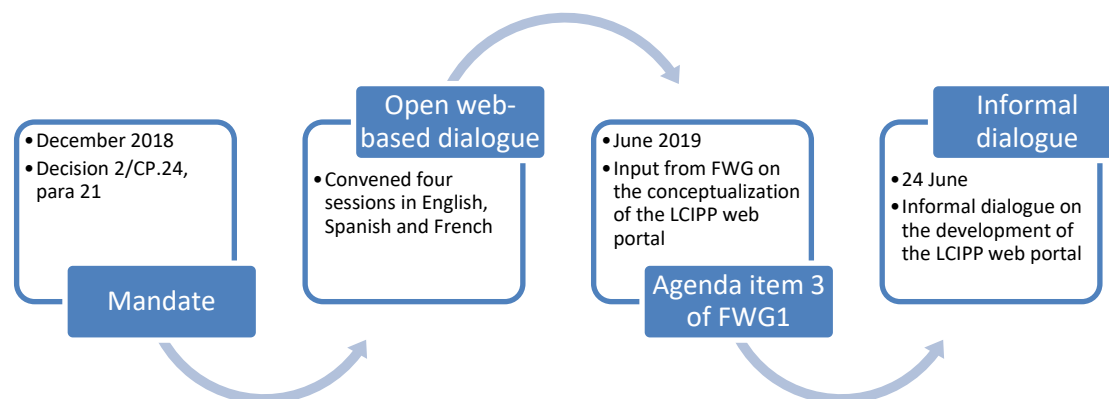 • December 2018
• Decision 2/CP.24,
para 21
Mandate
Open web-
based dialogue
• Convened four
sessions in English,
Spanish and French
• June 2019
• Input from FWG on
the conceptualization
of the LCIPP web
portal
Agenda item 3
of FWG1
Informal
dialogue
• 24 June
• Informal dialogue on
the development of
the LCIPP web portal